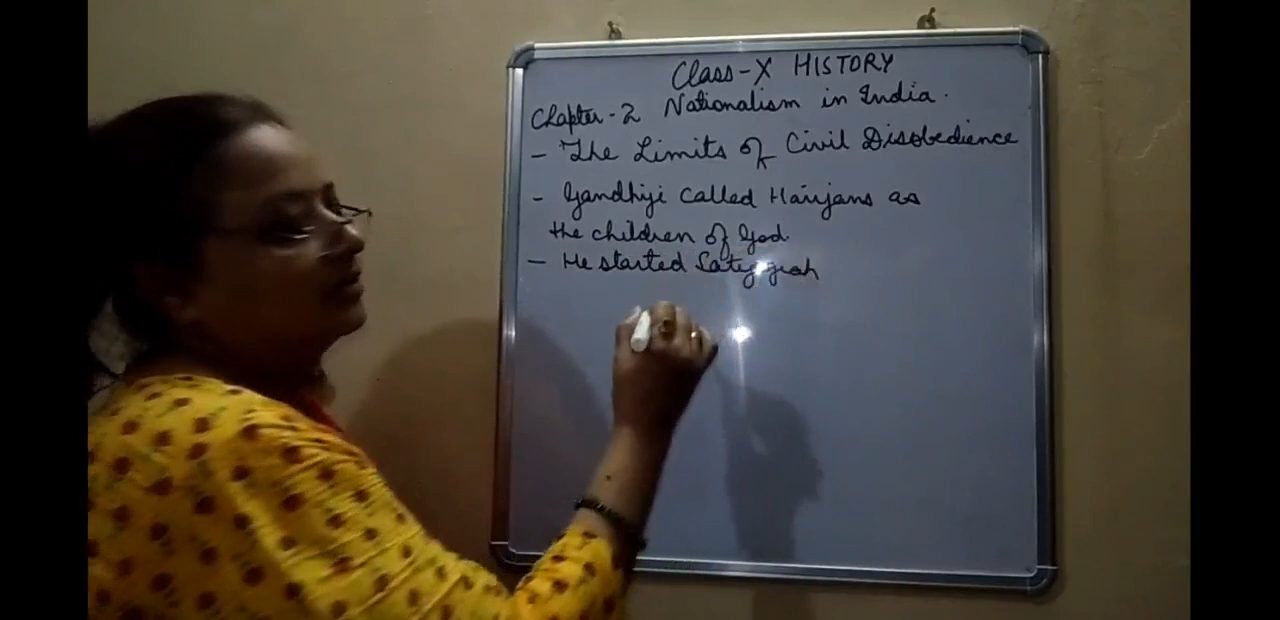 Class-X HISTORY
Chapter-2 Nationalism in India.
- The Limits of Civil Disobedience
- Gandhiji called Harijans as
the children of God
- He started Satygrah